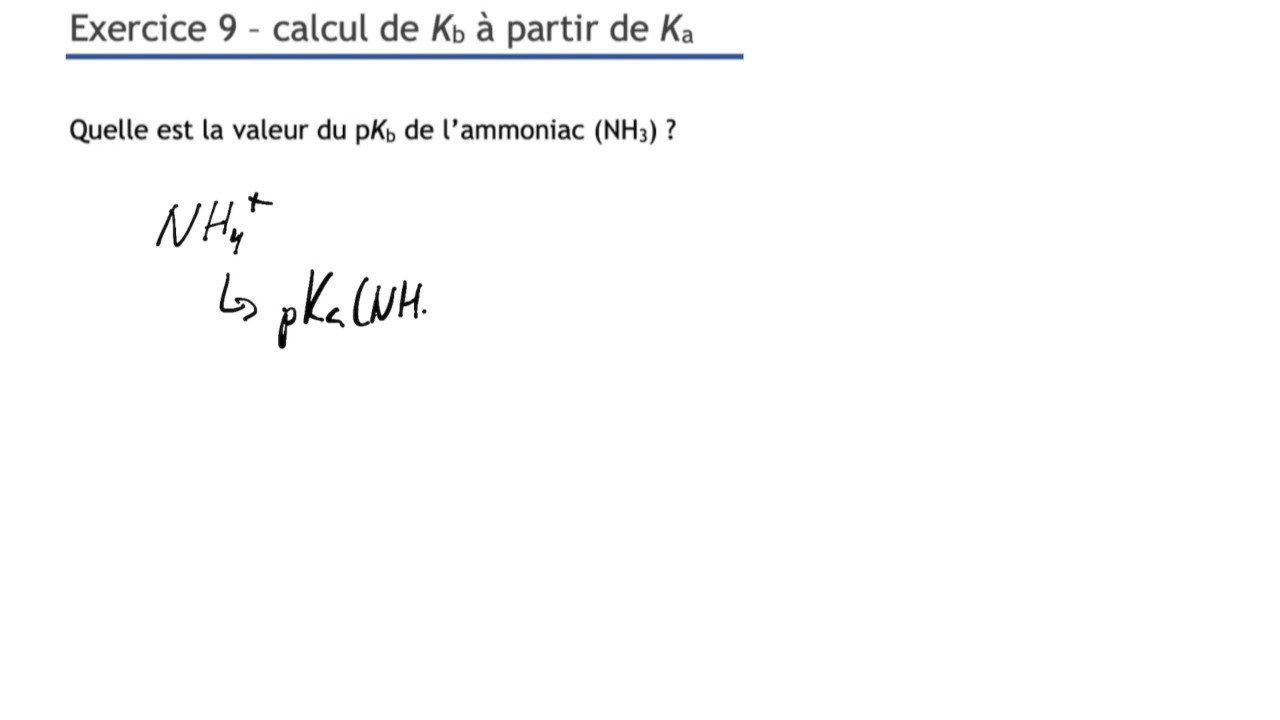 Exercice 9 – calcul de Kb à partir de Ka
Quelle est la valeur du pKb de l’ammoniac (NH3) ?
NH4+
↳ pKa (NH.